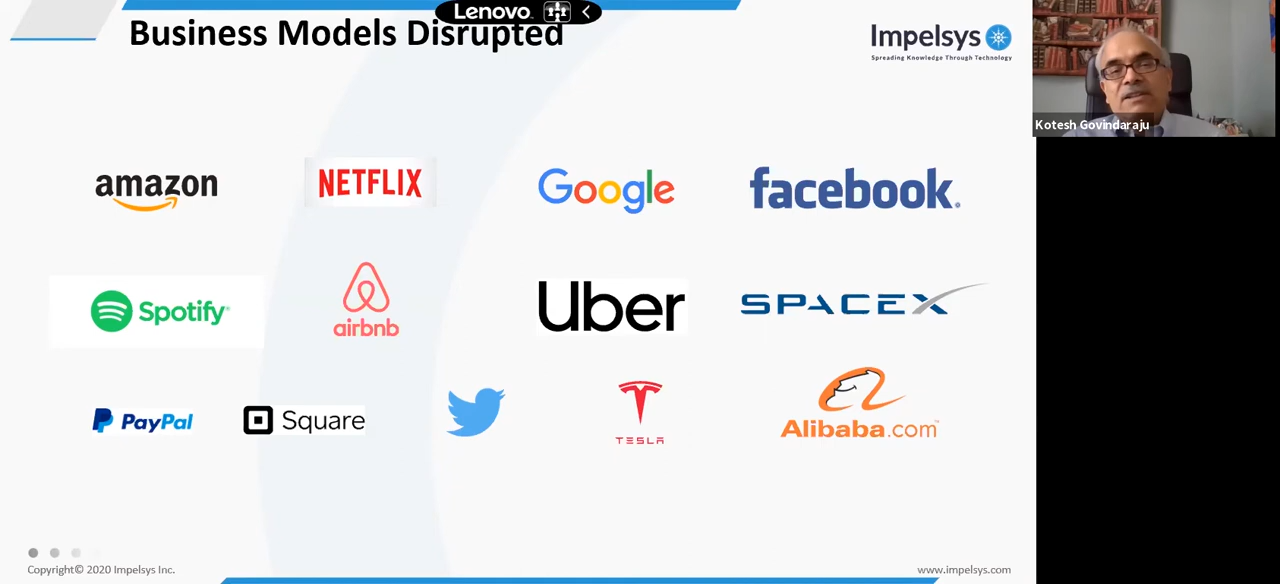 Lenovo
Business Models Disrupted
Impelsys
Spreading Knowledge Through Technology
Kotesh Govindaraju
amazon
NETFLIX
Google
facebook®
Spotify®
airbnb
Uber
SPACEX
PayPal
Square
TESLA
Alibaba.com™
Copyright© 2020 Impelsys Inc.
www.impelsys.com